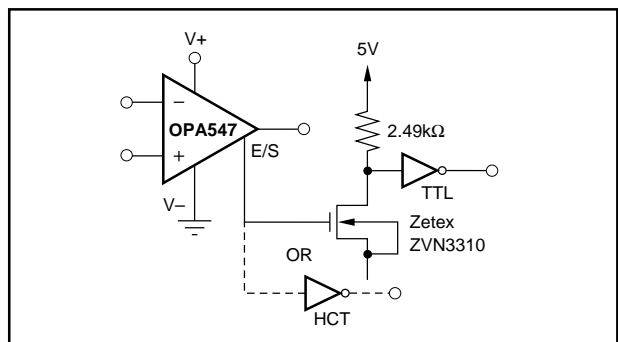 V+
5V
−
OPA547
2.49kΩ
+
E/S
V–
TTL
Zetex
ZVN3310
OR
HCT